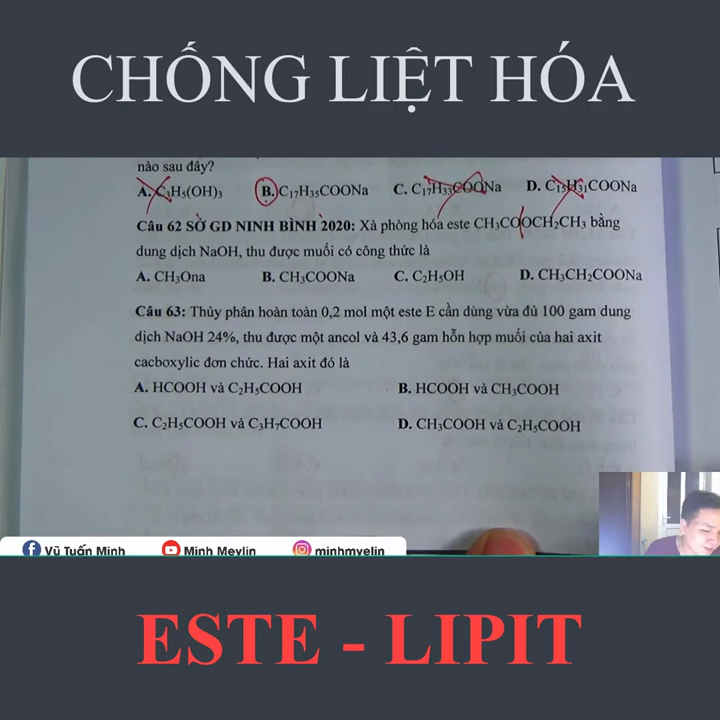 CHỐNG LIỆT HÓA
nào sau đây?
A. C₃H₅(OH)₃ B. C₁₇H₃₅COONa C. C₁₇H₃₃COONa D. C₁₅H₃₁COONa
Câu 62 SỞ GD NINH BÌNH 2020: Xà phòng hóa este CH₃COOCH₂CH₃ bằng
dung dịch NaOH, thu được muối có công thức là
A. CH₃Ona B. CH₃COONa C. C₂H₅OH D. CH₃CH₂COONa
Câu 63: Thủy phân hoàn toàn 0,2 mol một este E cần dùng vừa đủ 100 gam dung
dịch NaOH 24%, thu được một ancol và 43,6 gam hỗn hợp muối của hai axit
cacboxylic đơn chức. Hai axit đó là
A. HCOOH và C₂H₅COOH B. HCOOH và CH₃COOH
C. C₂H₅COOH và C₃H₇COOH D. CH₃COOH và C₂H₅COOH
Vũ Tuấn Minh Minh Mevlin minhmyelin
ESTE - LIPIT